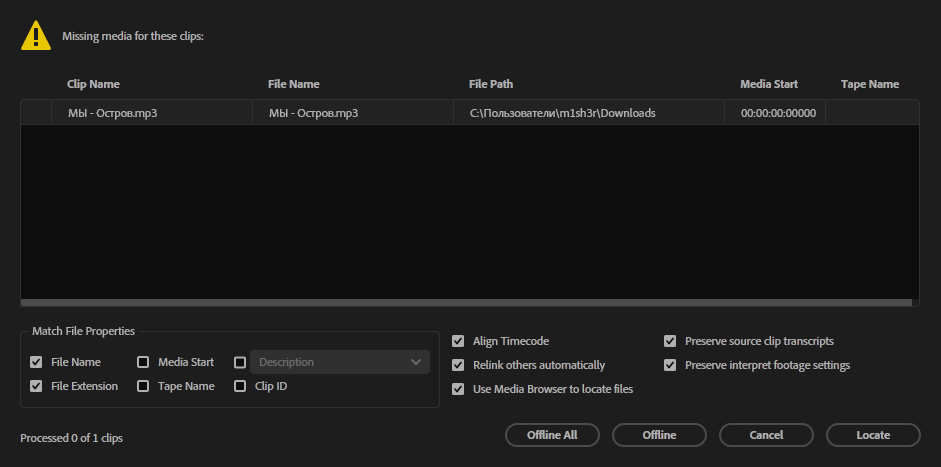 Missing media for these clips:
Clip Name File Name File Path Media Start Tape Name
МЫ - Остров.mp3 МЫ - Остров.mp3 C:\Пользователи\m1sh3r\Downloads 00:00:00:00000
Match File Properties
File Name Media Start Description
File Extension Tape Name Clip ID
Align Timecode Preserve source clip transcripts
Relink others automatically Preserve interpret footage settings
Use Media Browser to locate files
Processed 0 of 1 clips
Offline All Offline Cancel Locate